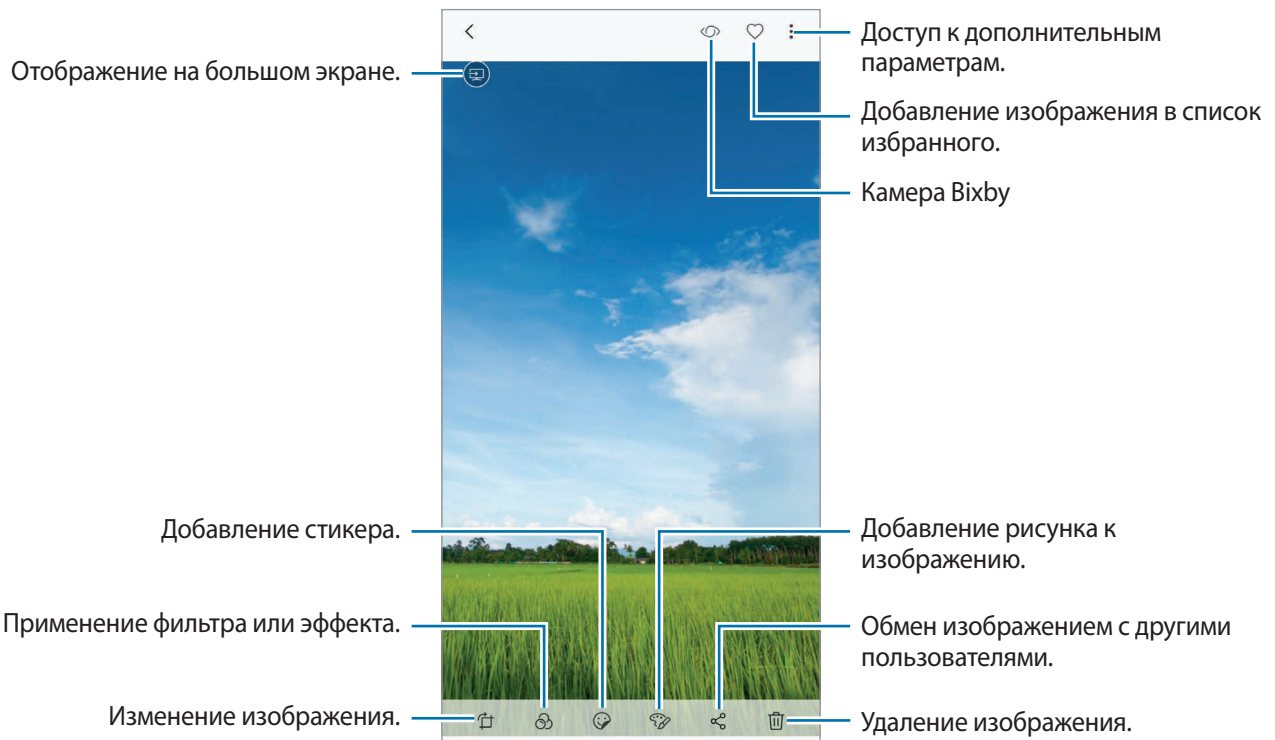 Доступ к дополнительным
параметрам.
Отображение на большом экране.
Добавление изображения в список
избранного.
Камера Bixby
Добавление стикера.
Добавление рисунка к
изображению.
Применение фильтра или эффекта.
Обмен изображением с другими
пользователями.
Изменение изображения.
Удаление изображения.